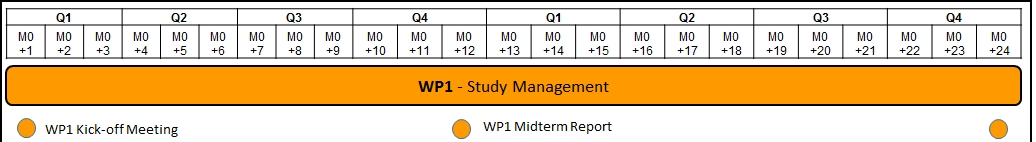 Q1 Q2 Q3 Q4 Q1 Q2 Q3 Q4
M0 M0 M0 M0 M0 M0 M0 M0 M0 M0 M0 M0 M0 M0 M0 M0 M0 M0 M0 M0 M0 M0 M0 M0
+1 +2 +3 +4 +5 +6 +7 +8 +9 +10 +11 +12 +13 +14 +15 +16 +17 +18 +19 +20 +21 +22 +23 +24
WP1 - Study Management
WP1 Kick-off Meeting WP1 Midterm Report